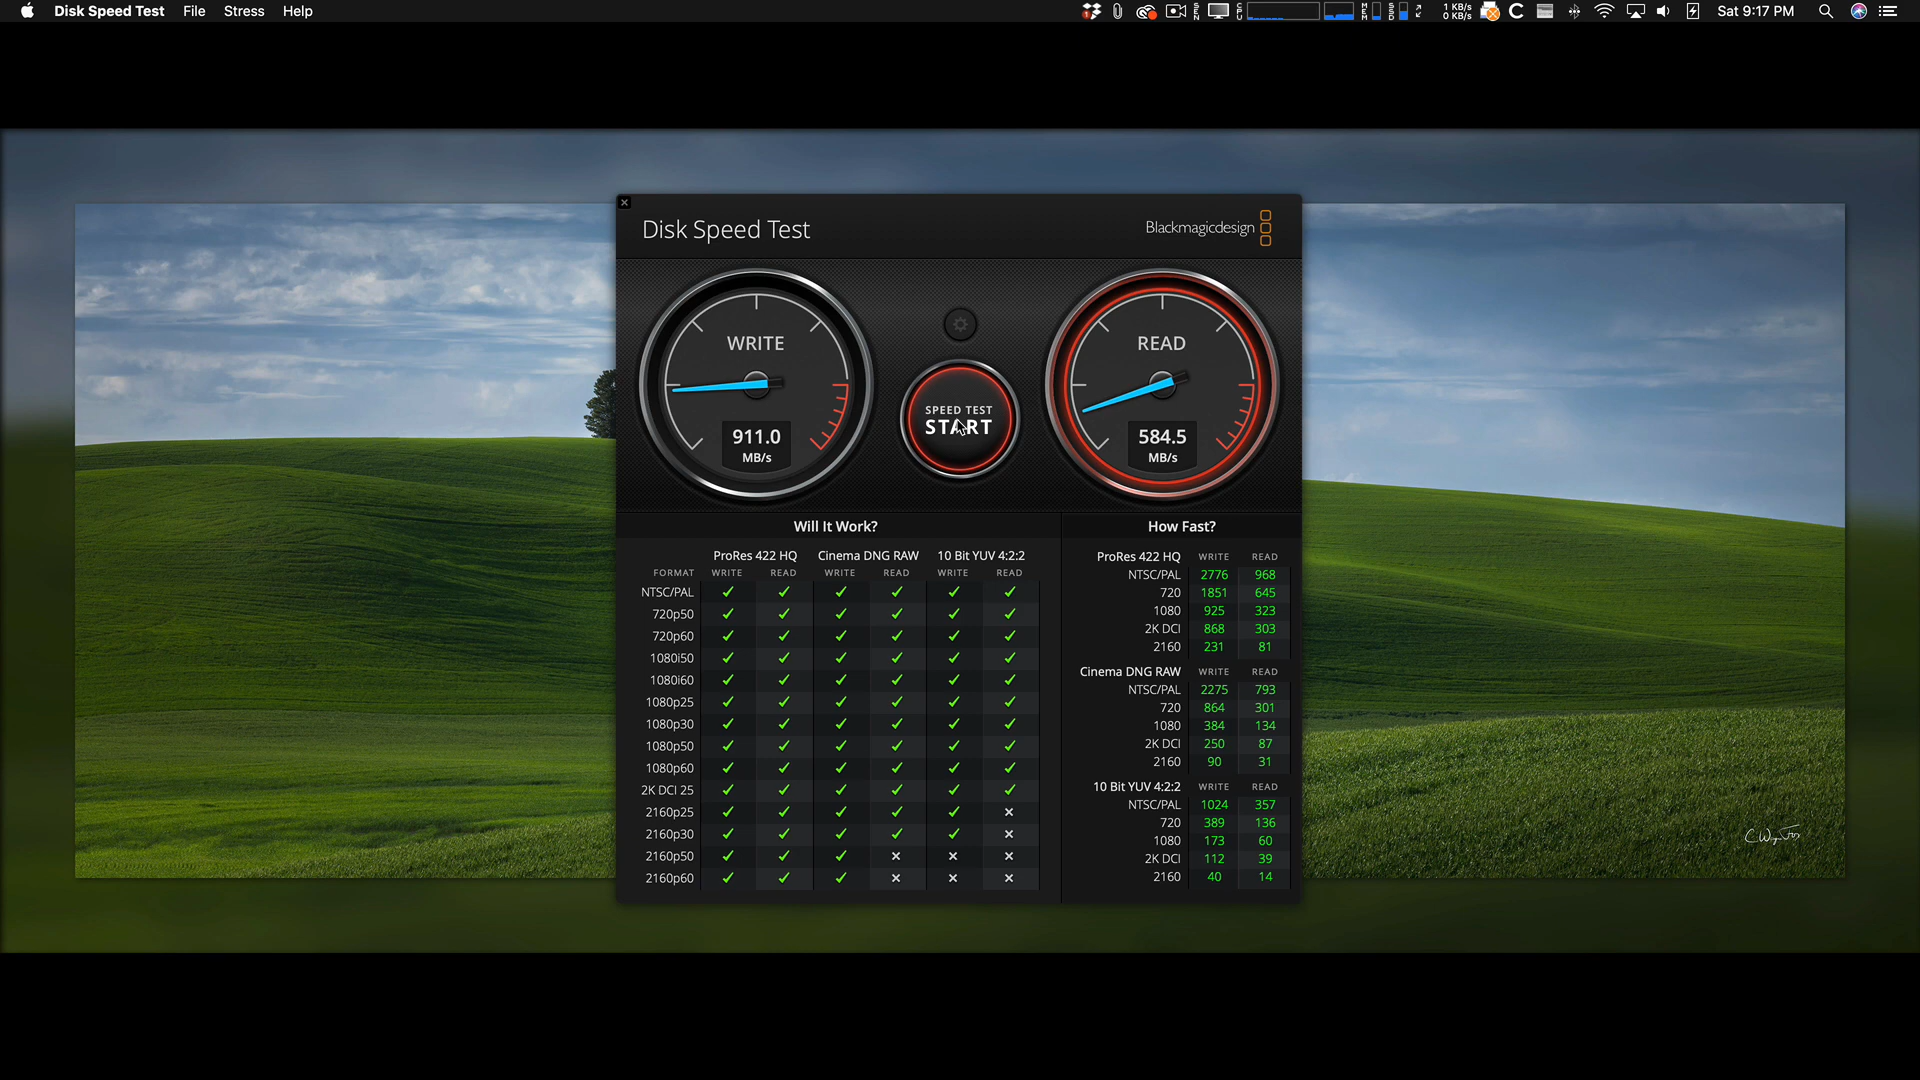 Disk Speed Test File Stress Help 1 KB/s 0 KB/s Sat 9:17 PM
Disk Speed Test Blackmagicdesign
WRITE
911.0
MB/s
SPEED TEST
START
READ
584.5
MB/s
Will It Work?
ProRes 422 HQ Cinema DNG RAW 10 Bit YUV 4:2:2
FORMAT WRITE READ WRITE READ WRITE READ
NTSC/PAL ✓ ✓ ✓ ✓ ✓ ✓
720p50 ✓ ✓ ✓ ✓ ✓ ✓
720p60 ✓ ✓ ✓ ✓ ✓ ✓
1080i50 ✓ ✓ ✓ ✓ ✓ ✓
1080i60 ✓ ✓ ✓ ✓ ✓ ✓
1080p25 ✓ ✓ ✓ ✓ ✓ ✓
1080p30 ✓ ✓ ✓ ✓ ✓ ✓
1080p50 ✓ ✓ ✓ ✓ ✓ ✓
1080p60 ✓ ✓ ✓ ✓ ✓ ✓
2K DCI 25 ✓ ✓ ✓ ✓ ✓ ✓
2160p25 ✓ ✓ ✓ ✓ ✓ ×
2160p30 ✓ ✓ ✓ ✓ ✓ ×
2160p50 ✓ ✓ ✓ × × ×
2160p60 ✓ ✓ ✓ × × ×
How Fast?
ProRes 422 HQ WRITE READ
NTSC/PAL 2776 968
720 1851 645
1080 925 323
2K DCI 868 303
2160 231 81
Cinema DNG RAW WRITE READ
NTSC/PAL 2275 793
720 864 301
1080 384 134
2K DCI 250 87
2160 90 31
10 Bit YUV 4:2:2 WRITE READ
NTSC/PAL 1024 357
720 389 136
1080 173 60
2K DCI 112 39
2160 40 14